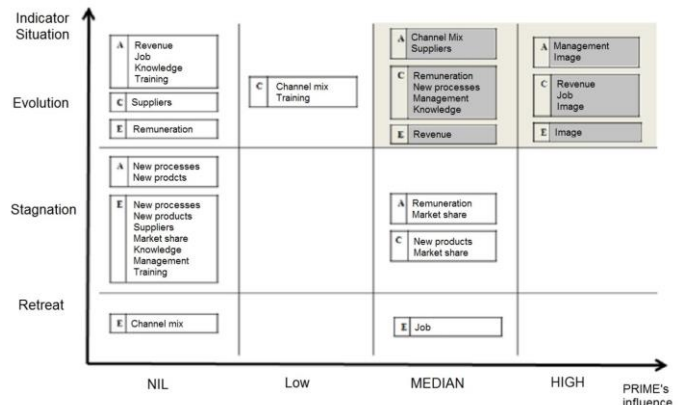 Indicator
Situation
Evolution
A Revenue
Job
Knowledge
Training
C Suppliers
E Remuneration
C Channel mix
Training
A Channel Mix
Suppliers
C Remuneration
New processes
Management
Knowledge
E Revenue
A Management
Image
C Revenue
Job
Image
E Image
Stagnation
A New processes
New prodcts
E New processes
New products
Suppliers
Market share
Knowledge
Management
Training
A Remuneration
Market share
C New products
Market share
Retreat
E Channel mix
E Job
NIL
Low
MEDIAN
HIGH
PRIME's
influence